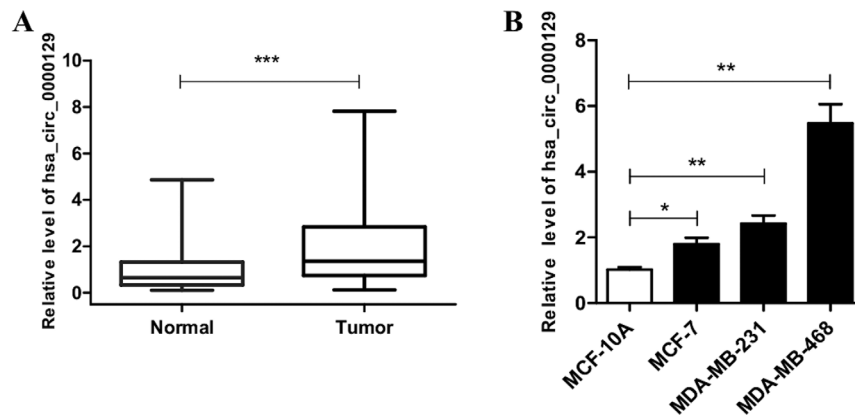 A
Relative level of hsa_circ_0000129
10
8
6
4
2
0
***
Normal
Tumor
B
Relative level of hsa_circ_0000129
8
6
4
2
0
**
**
*
MCF-10A
MCF-7
MDA-MB-231
MDA-MB-468